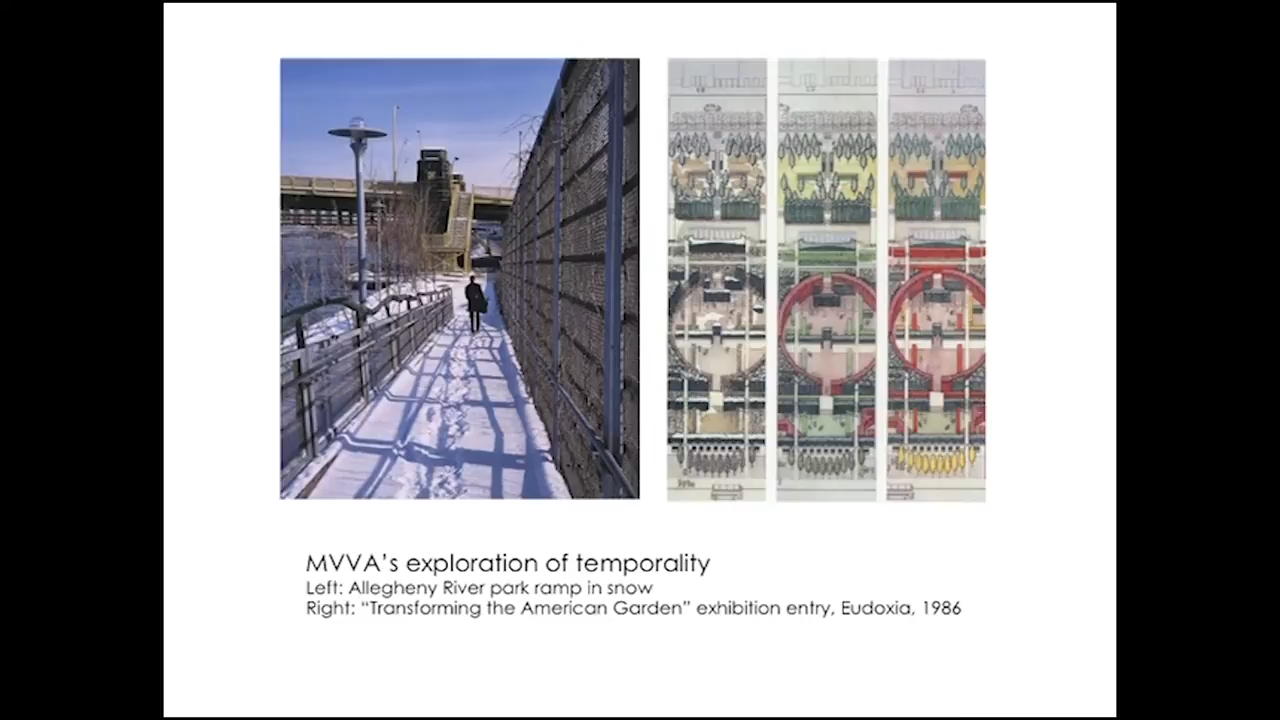 MVVA's exploration of temporality
Left: Allegheny River park ramp in snow
Right: “Transforming the American Garden” exhibition entry, Eudoxia, 1986